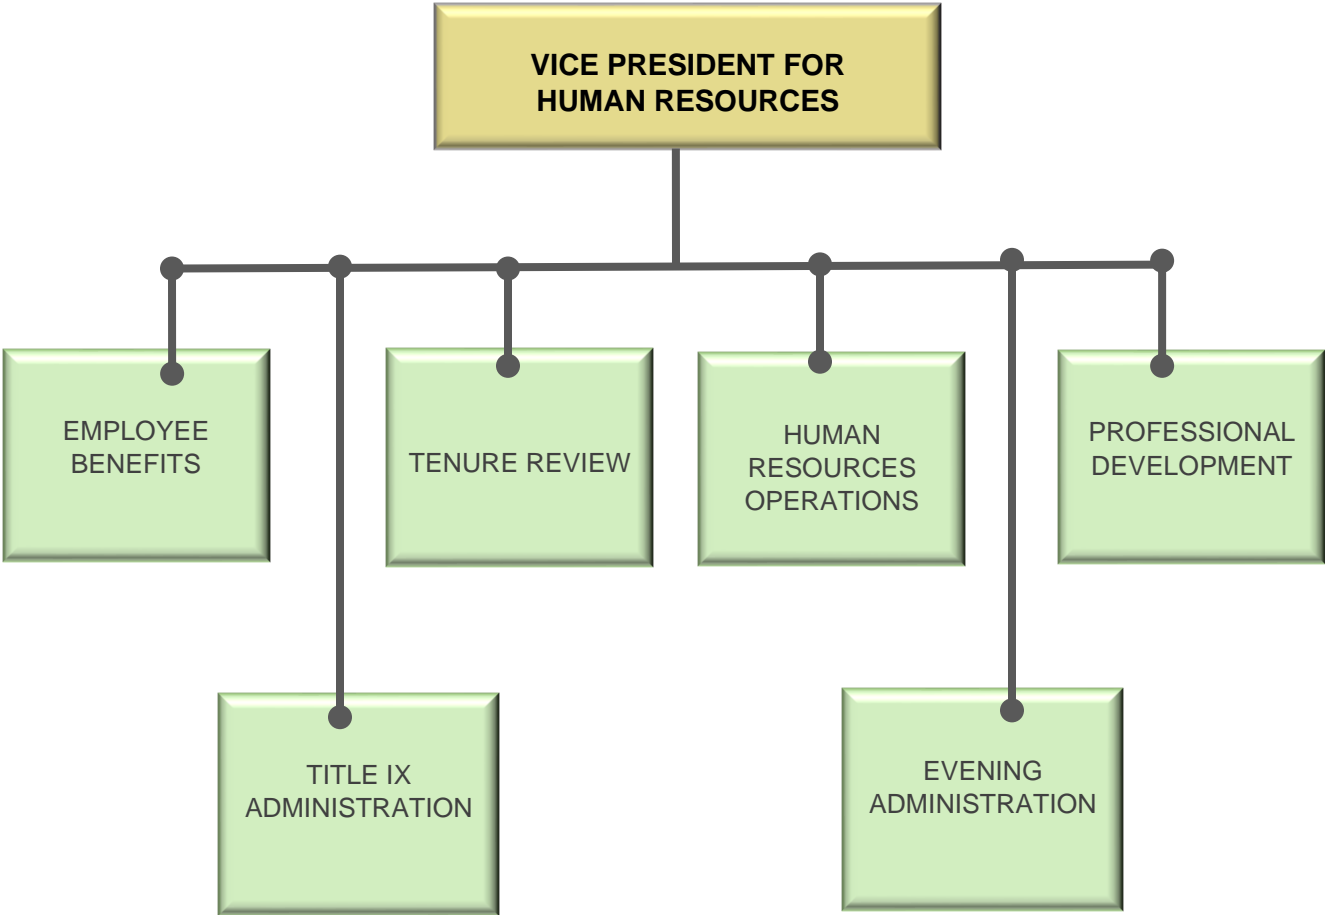 VICE PRESIDENT FOR
HUMAN RESOURCES
EMPLOYEE
BENEFITS
TENURE REVIEW
HUMAN
RESOURCES
OPERATIONS
PROFESSIONAL
DEVELOPMENT
TITLE IX
ADMINISTRATION
EVENING
ADMINISTRATION